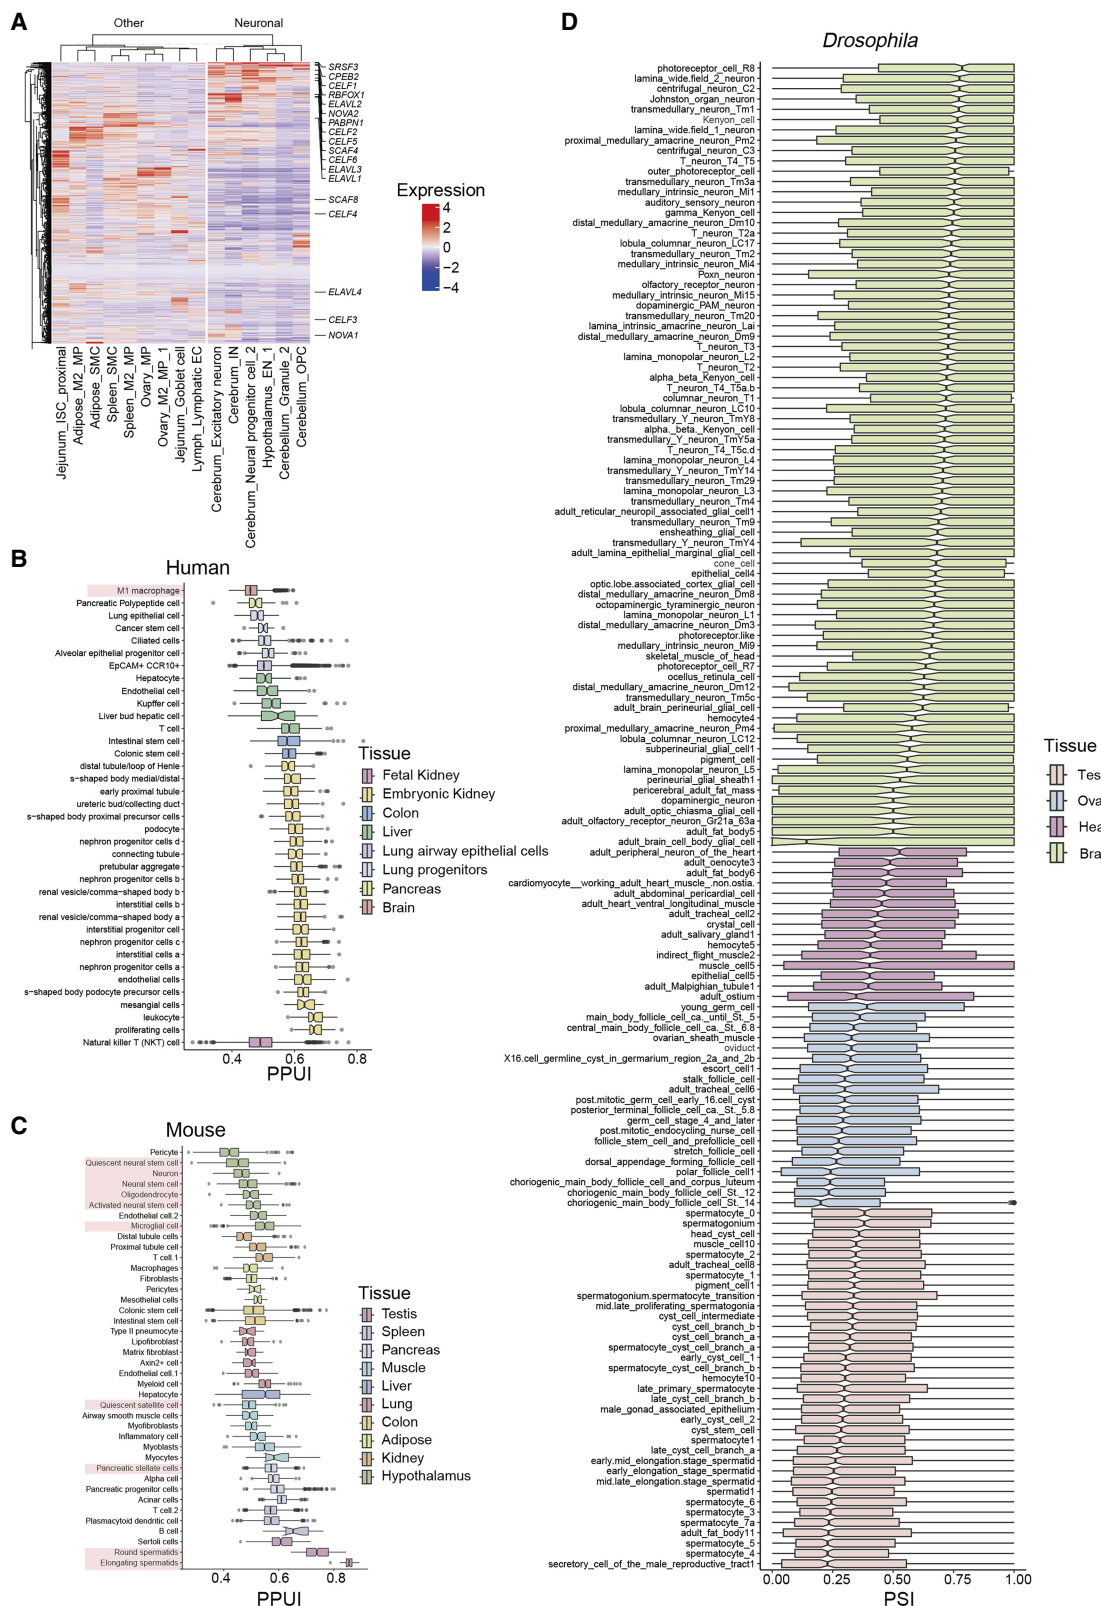 A
Other
Neuronal
SRSF3
CPEB2
CELF1
RBFOX1
ELAVL2
NOVA2
PABPN1
CELF2
CELF5
SCAF4
CELF6
ELAVL3
ELAVL1
SCAF8
CELF4
ELAVL4
CELF3
NOVA1
Expression
4
2
0
−2
−4
Jejunum_ISC_proximal
Adipose_M2_MP
Adipose_SMC
Spleen_SMC
Spleen_M2_MP
Ovary_MP
Ovary_M2_MP_1
Jejunum_Goblet cell
Lymph_Lymphatic EC
Cerebrum_Excitatory neuron
Cerebrum_IN
Cerebrum_Neural progenitor cell_2
Hypothalamus_EN_1
Cerebellum_Granule_2
Cerebellum_OPC
B
Human
M1 macrophage
Pancreatic Polypeptide cell
Lung epithelial cell
Cancer stem cell
Ciliated cells
Alveolar epithelial progenitor cell
EpCAM+ CCR10+
Hepatocyte
Endothelial cell
Kupffer cell
Liver bud hepatic cell
T cell
Intestinal stem cell
Colonic stem cell
distal tubule/loop of Henle
s−shaped body medial/distal
early proximal tubule
ureteric bud/collecting duct
s−shaped body proximal precursor cells
podocyte
nephron progenitor cells d
connecting tubule
pretubular aggregate
nephron progenitor cells b
renal vesicle/comma−shaped body b
interstitial cells b
renal vesicle/comma−shaped body a
interstitial progenitor cell
nephron progenitor cells c
interstitial cells a
nephron progenitor cells a
endothelial cells
s−shaped body podocyte precursor cells
mesangial cells
leukocyte
proliferating cells
Natural killer T (NKT) cell
0.4 0.6 0.8
PPUI
Tissue
Fetal Kidney
Embryonic Kidney
Colon
Liver
Lung airway epithelial cells
Lung progenitors
Pancreas
Brain
C
Mouse
Pericyte
Quiescent neural stem cell
Neuron
Neural stem cell
Oligodendrocyte
Activated neural stem cell
Endothelial cell.2
Microglial cell
Distal tubule cells
Proximal tubule cell
T cell.1
Macrophages
Fibroblasts
Pericytes
Mesothelial cells
Colonic stem cell
Intestinal stem cell
Type II pneumocyte
Lipofibroblast
Matrix fibroblast
Axin2+ cell
Endothelial cell.1
Myeloid cell
Hepatocyte
Quiescent satellite cell
Airway smooth muscle cells
Myofibroblasts
Inflammatory cell
Myoblasts
Myocytes
Pancreatic stellate cells
Alpha cell
Pancreatic progenitor cells
Acinar cells
T cell.2
Plasmacytoid dendritic cell
B cell
Sertoli cells
Round spermatids
Elongating spermatids
0.4 0.6 0.8
PPUI
Tissue
Testis
Spleen
Pancreas
Muscle
Liver
Lung
Colon
Adipose
Kidney
Hypothalamus
D
Drosophila
photoreceptor_cell_R8
lamina_wide.field_2_neuron
centrifugal_neuron_C2
Johnston_organ_neuron
transmedullary_neuron_Tm1
Kenyon_cell
lamina_wide.field_1_neuron
proximal_medullary_amacrine_neuron_Pm2
centrifugal_neuron_C3
T_neuron_T4_T5
outer_photoreceptor_cell
transmedullary_neuron_Tm3a
medullary_intrinsic_neuron_Mi1
auditory_sensory_neuron
gamma_Kenyon_cell
distal_medullary_amacrine_neuron_Dm10
T_neuron_T2a
lobula_columnar_neuron_LC17
transmedullary_neuron_Tm2
medullary_intrinsic_neuron_Mi4
Poxn_neuron
olfactory_receptor_neuron
medullary_intrinsic_neuron_Mi15
dopaminergic_PAM_neuron
transmedullary_neuron_Tm20
lamina_intrinsic_amacrine_neuron_Lai
distal_medullary_amacrine_neuron_Dm9
T_neuron_T3
lamina_monopolar_neuron_L2
T_neuron_T2
alpha_beta_Kenyon_cell
T_neuron_T4_T5a.b
columnar_neuron_T1
lobula_columnar_neuron_LC10
transmedullary_Y_neuron_TmY8
alpha._beta._Kenyon_cell
transmedullary_Y_neuron_TmY5a
T_neuron_T4_T5c.d
lamina_monopolar_neuron_L4
transmedullary_Y_neuron_TmY14
transmedullary_neuron_Tm29
lamina_monopolar_neuron_L3
transmedullary_neuron_Tm4
adult_reticular_neuropil_associated_glial_cell1
transmedullary_neuron_Tm9
ensheathing_glial_cell
transmedullary_Y_neuron_TmY4
adult_lamina_epithelial_marginal_glial_cell
cone_cell
epithelial_cell4
optic.lobe.associated_cortex_glial_cell
distal_medullary_amacrine_neuron_Dm8
octopaminergic_tyraminergic_neuron
lamina_monopolar_neuron_L1
distal_medullary_amacrine_neuron_Dm3
photoreceptor.like
medullary_intrinsic_neuron_Mi9
skeletal_muscle_of_head
photoreceptor_cell_R7
ocellus_retinula_cell
distal_medullary_amacrine_neuron_Dm12
transmedullary_neuron_Tm5c
adult_brain_perineurial_glial_cell
hemocyte4
proximal_medullary_amacrine_neuron_Pm4
lobula_columnar_neuron_LC12
subperineurial_glial_cell1
pigment_cell
lamina_monopolar_neuron_L5
perineurial_glial_sheath1
pericerebral_adult_fat_mass
dopaminergic_neuron
adult_optic_chiasma_glial_cell
adult_olfactory_receptor_neuron_Gr21a_63a
adult_fat_body5
adult_brain_cell_body_glial_cell
adult_peripheral_neuron_of_the_heart
adult_oenocyte3
adult_fat_body6
cardiomyocyte__working_adult_heart_muscle_.non.ostia.
adult_abdominal_pericardial_cell
adult_heart_ventral_longitudinal_muscle
adult_tracheal_cell2
crystal_cell
adult_salivary_gland1
hemocyte5
indirect_flight_muscle2
muscle_cell5
epithelial_cell5
adult_Malpighian_tubule1
adult_ostium
young_germ_cell
main_body_follicle_cell_ca._until_St._5
central_main_body_follicle_cell_ca._St._6.8
ovarian_sheath_muscle
oviduct
X16.cell_germline_cyst_in_germarium_region_2a_and_2b
escort_cell1
stalk_follicle_cell
adult_tracheal_cell6
post.mitotic_germ_cell_early_16.cell_cyst
posterior_terminal_follicle_cell_ca._St._5.8
germ_cell_stage_4_and_later
post.mitotic_endocycling_nurse_cell
follicle_stem_cell_and_prefollicle_cell
stretch_follicle_cell
dorsal_appendage_forming_follicle_cell
polar_follicle_cell1
choriogenic_main_body_follicle_cell_and_corpus_luteum
choriogenic_main_body_follicle_cell_St._12
choriogenic_main_body_follicle_cell_St._14
spermatocyte_0
spermatogonium
head_cyst_cell
muscle_cell10
spermatocyte_2
adult_tracheal_cell8
spermatocyte_1
pigment_cell1
spermatogonium.spermatocyte_transition
mid.late_proliferating_spermatogonia
cyst_cell_intermediate
cyst_cell_branch_b
cyst_cell_branch_a
spermatocyte_cyst_cell_branch_a
early_cyst_cell_1
spermatocyte_cyst_cell_branch_b
hemocyte10
late_primary_spermatocyte
late_cyst_cell_branch_b
male_gonad_associated_epithelium
early_cyst_cell_2
cyst_stem_cell
spermatocyte1
late_cyst_cell_branch_a
early.mid_elongation.stage_spermatid
early_elongation_stage_spermatid
mid.late_elongation.stage_spermatid
spermatid1
spermatocyte_6
spermatocyte_3
spermatocyte_7a
adult_fat_body11
spermatocyte_5
spermatocyte_4
secretory_cell_of_the_male_reproductive_tract1
0.00 0.25 0.50 0.75 1.00
PSI
Tissue
Tes
Ova
Hea
Bra